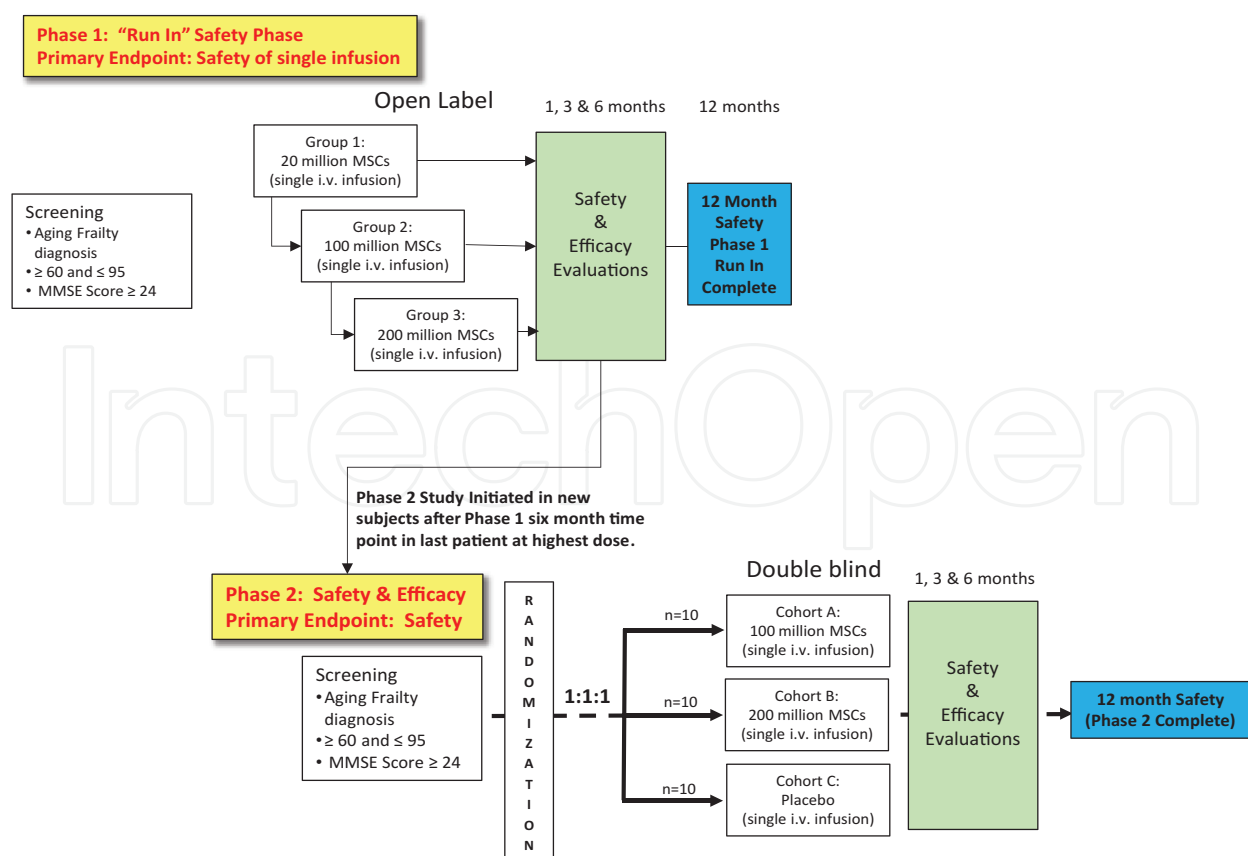 Phase 1: “Run In” Safety Phase
Primary Endpoint: Safety of single infusion
Open Label
1, 3 & 6 months
12 months
Group 1:
20 million MSCs
(single i.v. infusion)
Screening
• Aging Frailty
diagnosis
• ≥ 60 and ≤ 95
• MMSE Score ≥ 24
Group 2:
100 million MSCs
(single i.v. infusion)
Group 3:
200 million MSCs
(single i.v. infusion)
Safety
&
Efficacy
Evaluations
12 Month
Safety
Phase 1
Run In
Complete
IntechOpen
Phase 2 Study Initiated in new
subjects after Phase 1 six month time
point in last patient at highest dose.
Phase 2: Safety & Efficacy
Primary Endpoint: Safety
Screening
• Aging Frailty
diagnosis
• ≥ 60 and ≤ 95
• MMSE Score ≥ 24
R
A
N
D
O
M
I
Z
A
T
I
O
N
1:1:1
Double blind
1, 3 & 6 months
n=10
Cohort A:
100 million MSCs
(single i.v. infusion)
n=10
Cohort B:
200 million MSCs
(single i.v. infusion)
n=10
Cohort C:
Placebo
(single i.v. infusion)
Safety
&
Efficacy
Evaluations
12 month Safety
(Phase 2 Complete)